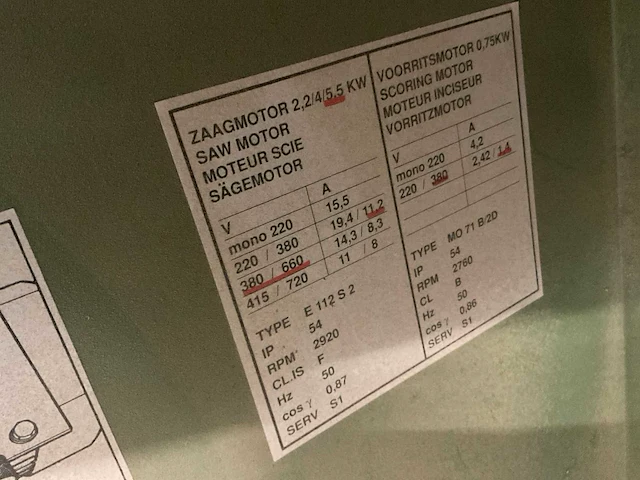 ZAAGMOTOR 2,2/4/5,5 KW
SAW MOTOR
MOTEUR SCIE
SÄGEMOTOR
V A
mono 220 15,5
220 / 380 19,4 / 11,2
380 / 660 14,3 / 8,3
415 / 720 11 / 8
TYPE E 112 S 2
IP 54
RPM 2920
CL.IS F
Hz 50
cos γ 0,87
SERV S1
VOORRITSMOTOR 0,75KW
SCORING MOTOR
MOTEUR INCISEUR
VORRITZMOTOR
V A
mono 220 4,2
220 / 380 2,42 / 1,4
TYPE MO 71 B/2D
IP 54
RPM 2760
CL B
Hz 50
cos γ 0,86
SERV S1